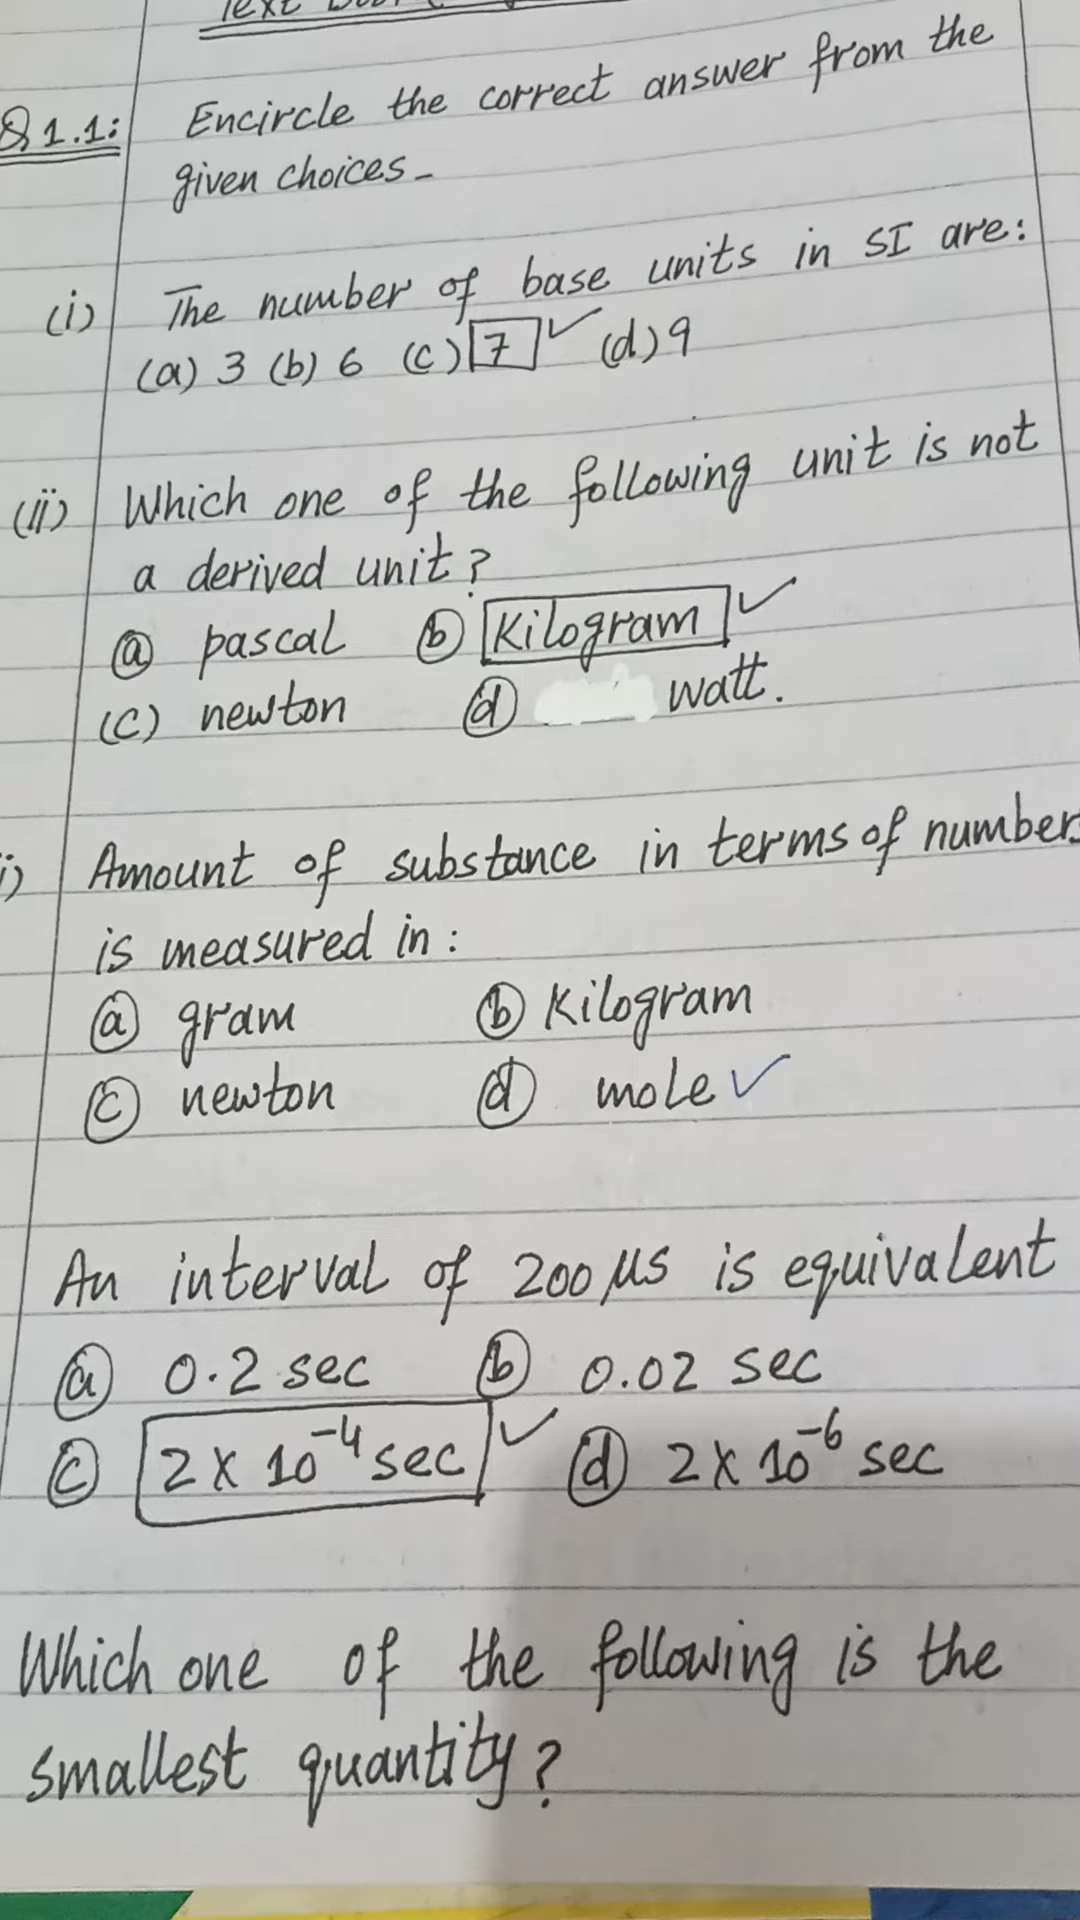 Text
Q1.1: Encircle the correct answer from the
given choices-
(i) The number of base units in SI are:
(a) 3 (b) 6 (c) 7 ✓ (d) 9
(ii) Which one of the following unit is not
a derived unit?
(a) pascal (b) Kilogram ✓
(c) newton (d) watt.
i) Amount of substance in terms of numbers
is measured in:
(a) gram (b) Kilogram
(c) newton (d) mole ✓
An interval of 200 μs is equivalent
(a) 0.2 sec (b) 0.02 sec
(c) 2 x 10⁻⁴ sec ✓ (d) 2 x 10⁻⁶ sec
Which one of the following is the
smallest quantity?